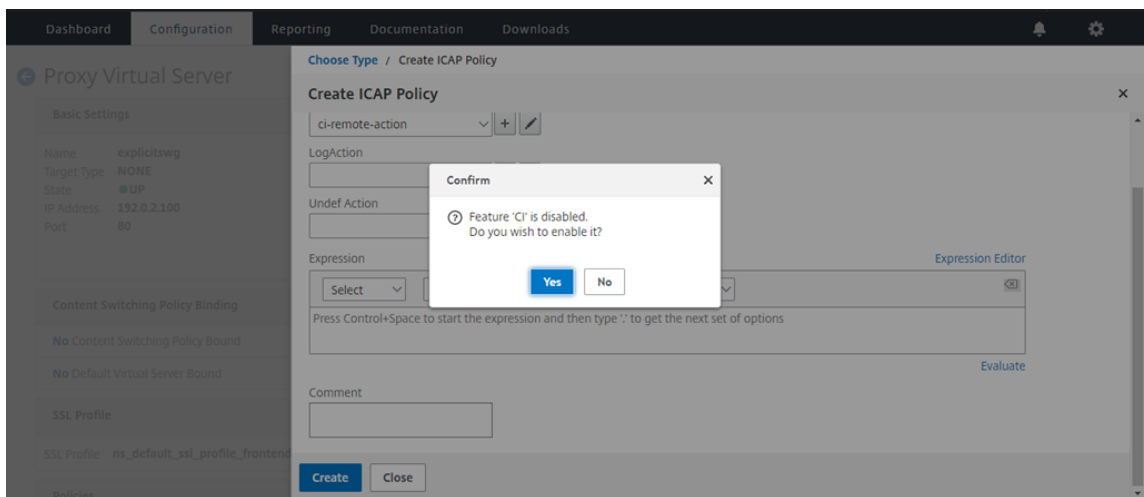 Dashboard Configuration Reporting Documentation Downloads
Proxy Virtual Server
Basic Settings
Name explicitswg
Target Type NONE
State UP
IP Address 192.0.2.100
Port 80
Content Switching Policy Binding
No Content Switching Policy Bound
No Default Virtual Server Bound
SSL Profile
SSL Profile ns_default_ssl_profile_frontend
Policies
Choose Type / Create ICAP Policy
Create ICAP Policy
ci-remote-action
LogAction
Undef Action
Expression
Expression Editor
Select
Press Control+Space to start the expression and then type '.' to get the next set of options
Evaluate
Comment
Create Close
Confirm
Feature 'CI' is disabled.
Do you wish to enable it?
Yes No